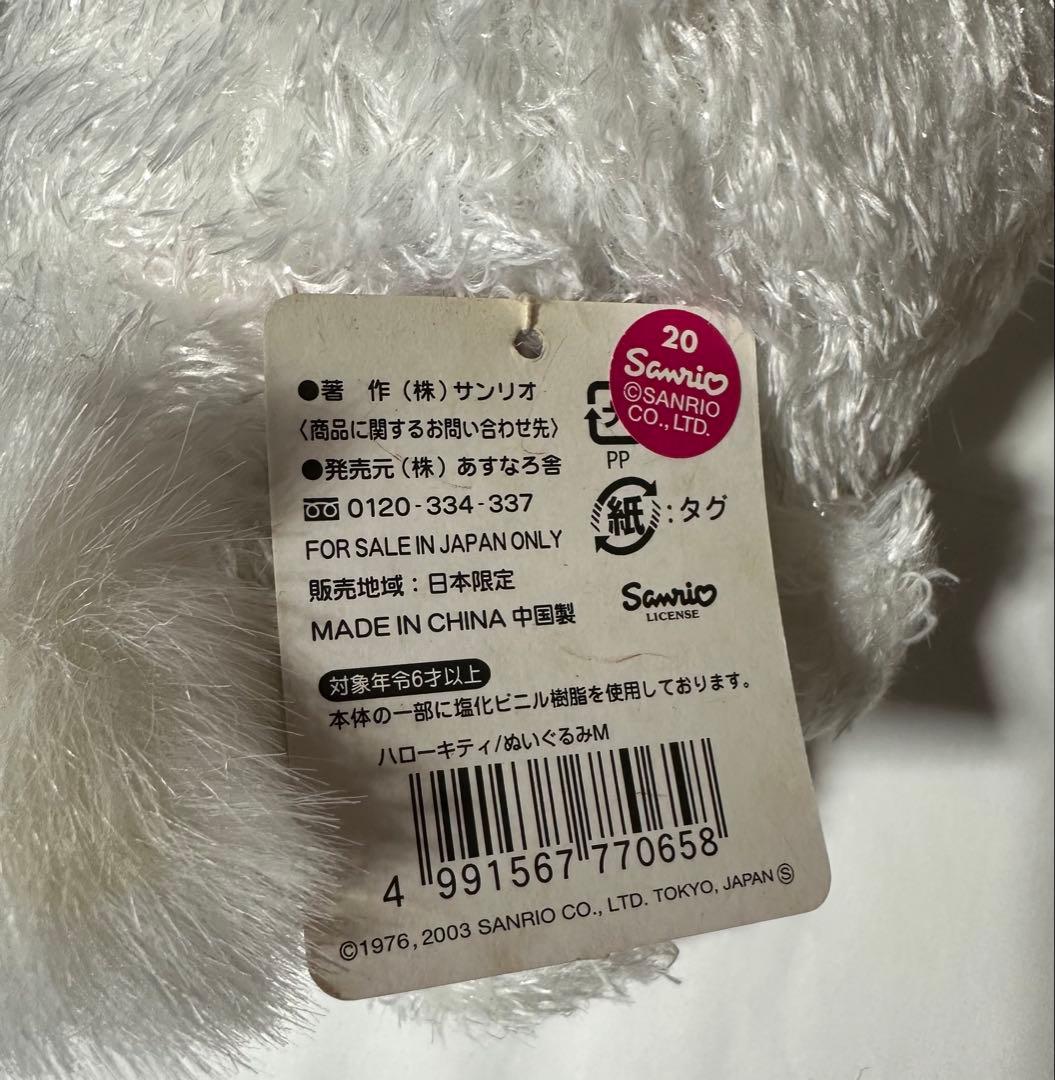 ●著 作(株)サンリオ
〈商品に関するお問い合わせ先〉
●発売元(株)あすなろ舎
0120-334-337
FOR SALE IN JAPAN ONLY
販売地域:日本限定
MADE IN CHINA 中国製
20
Sanrio
©SANRIO
CO., LTD.
PP
紙:タグ
Sanrio
LICENSE
対象年令6才以上
本体の一部に塩化ビニル樹脂を使用しております。
ハローキティ/ぬいぐるみM
4 991567 770658
©1976, 2003 SANRIO CO., LTD. TOKYO, JAPAN Ⓢ